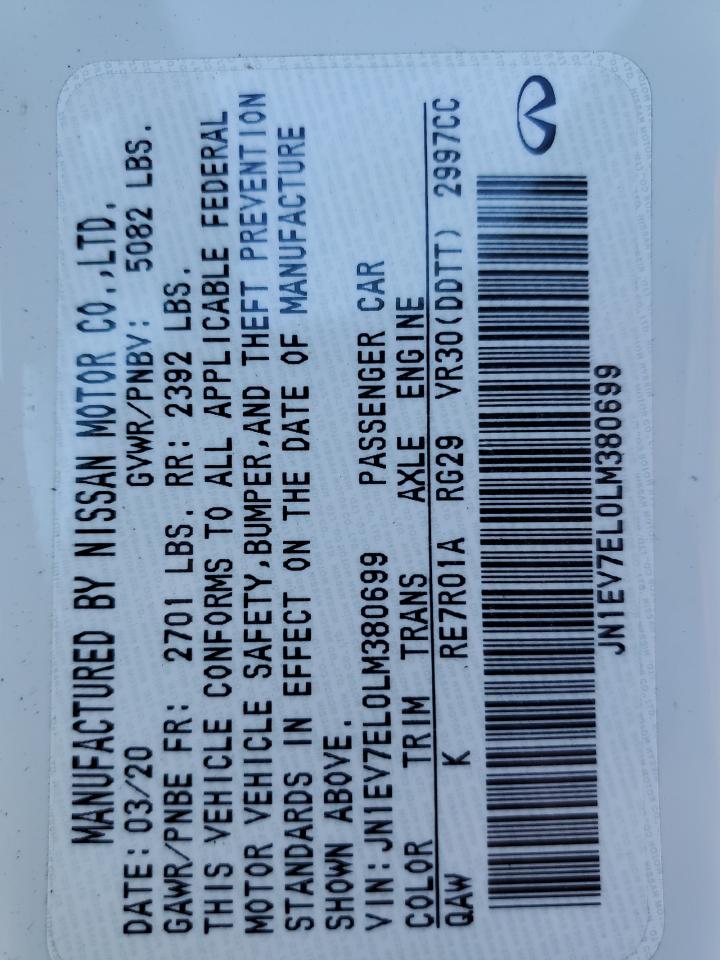 MANUFACTURED BY NISSAN MOTOR CO.,LTD.
DATE: 03/20 GVWR/PNBV: 5082 LBS.
GAWR/PNBE FR: 2701 LBS. RR: 2392 LBS.
THIS VEHICLE CONFORMS TO ALL APPLICABLE FEDERAL
MOTOR VEHICLE SAFETY,BUMPER,AND THEFT PREVENTION
STANDARDS IN EFFECT ON THE DATE OF MANUFACTURE
SHOWN ABOVE.
VIN:JN1EV7EL0LM380699 PASSENGER CAR
COLOR TRIM TRANS AXLE ENGINE
QAW K RE7R01A RG29 VR30(DDTT) 2997CC
JN1EV7EL0LM380699